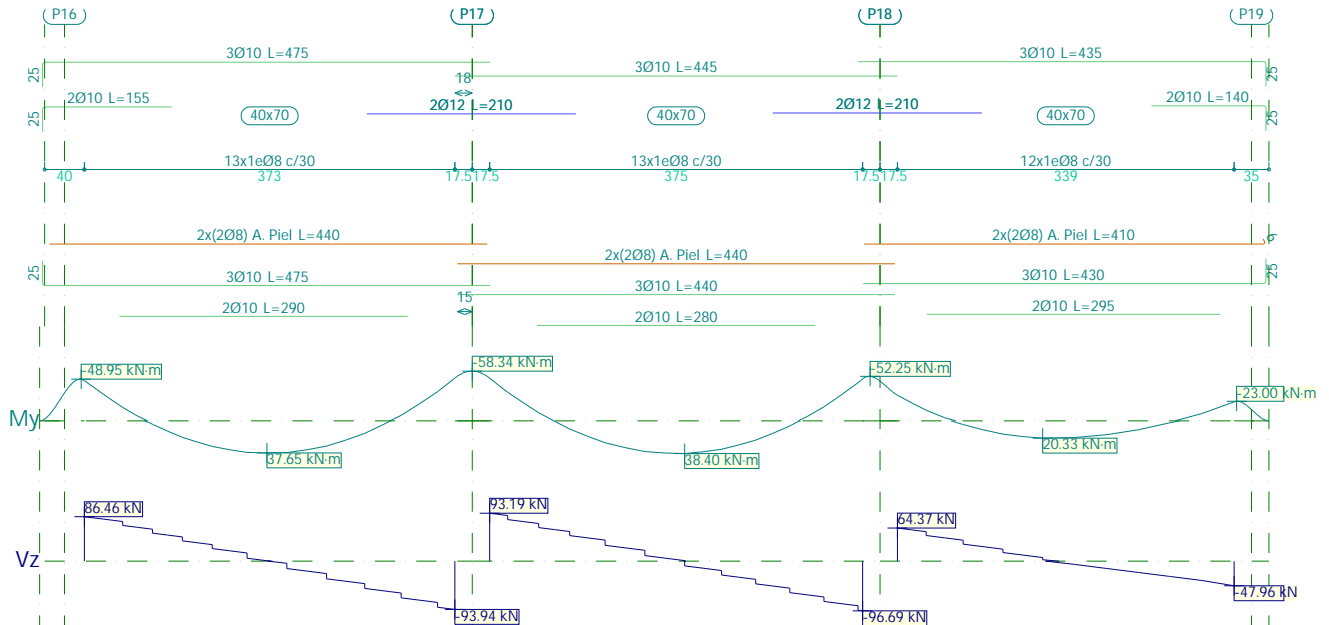 P16 P17 P18 P19
3Ø10 L=475 3Ø10 L=435
25 3Ø10 L=445 25
18
2Ø10 L=155 2Ø12 L=210 2Ø12 L=210 2Ø10 L=140
25 40x70 40x70 40x70 25
13x1eØ8 c/30 13x1eØ8 c/30 12x1eØ8 c/30
40 373 17.5 17.5 375 17.5 17.5 339 35
2x(2Ø8) A. Piel L=440 2x(2Ø8) A. Piel L=410 9
2x(2Ø8) A. Piel L=440
25 3Ø10 L=475 3Ø10 L=430 25
3Ø10 L=440
15
2Ø10 L=290 2Ø10 L=295
2Ø10 L=280
-58.34 kN·m
-48.95 kN·m -52.25 kN·m
-23.00 kN·m
My
20.33 kN·m
37.65 kN·m 38.40 kN·m
86.46 kN 93.19 kN
64.37 kN
Vz
-47.96 kN
-93.94 kN -96.69 kN